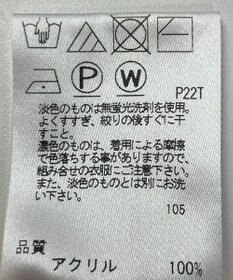 P
W
P22T
淡色のものは無蛍光洗剤を使用。
よくすすぎ、絞りの後すぐに干
すこと。
濃色のものは、着用による摩擦
で色落ちする事がありますので、
組み合せの衣服にご注意下さい。
また、淡色のものとは別にお洗
い下さい。
105
品質
アクリル 100%